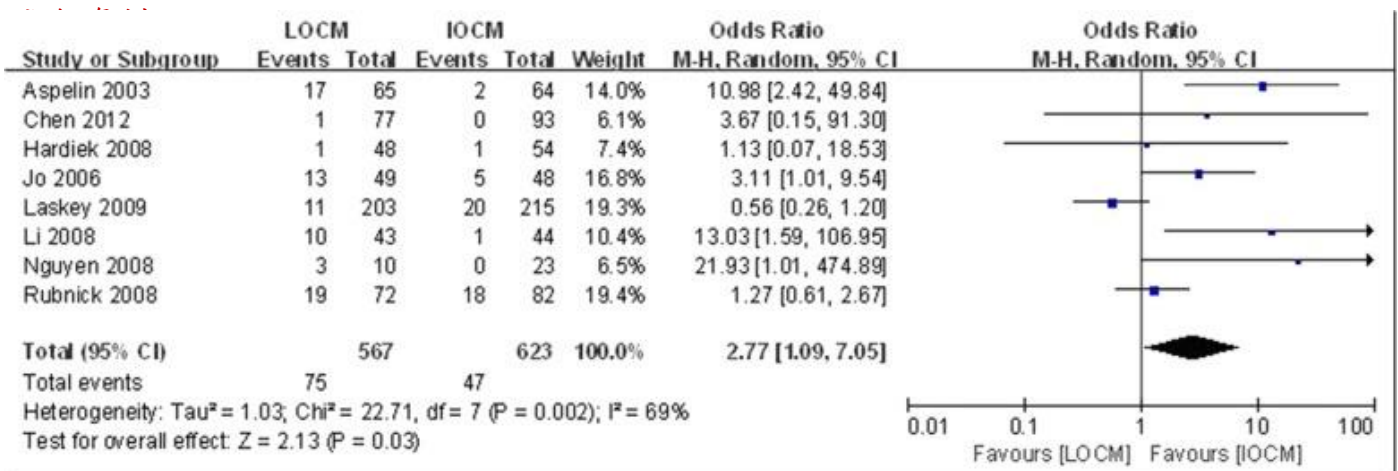 LOCM IOCM Odds Ratio Odds Ratio
Study or Subgroup Events Total Events Total Weight M-H, Random, 95% CI M-H, Random, 95% CI
Aspelin 2003 17 65 2 64 14.0% 10.98 [2.42, 49.84]
Chen 2012 1 77 0 93 6.1% 3.67 [0.15, 91.30]
Hardiek 2008 1 48 1 54 7.4% 1.13 [0.07, 18.53]
Jo 2006 13 49 5 48 16.8% 3.11 [1.01, 9.54]
Laskey 2009 11 203 20 215 19.3% 0.56 [0.26, 1.20]
Li 2008 10 43 1 44 10.4% 13.03 [1.59, 106.95]
Nguyen 2008 3 10 0 23 6.5% 21.93 [1.01, 474.89]
Rubnick 2008 19 72 18 82 19.4% 1.27 [0.61, 2.67]
Total (95% CI) 567 623 100.0% 2.77 [1.09, 7.05]
Total events 75 47
Heterogeneity: Tau² = 1.03; Chi² = 22.71, df = 7 (P = 0.002); I² = 69%
Test for overall effect: Z = 2.13 (P = 0.03)
0.01 0.1 1 10 100
Favours [LOCM] Favours [IOCM]